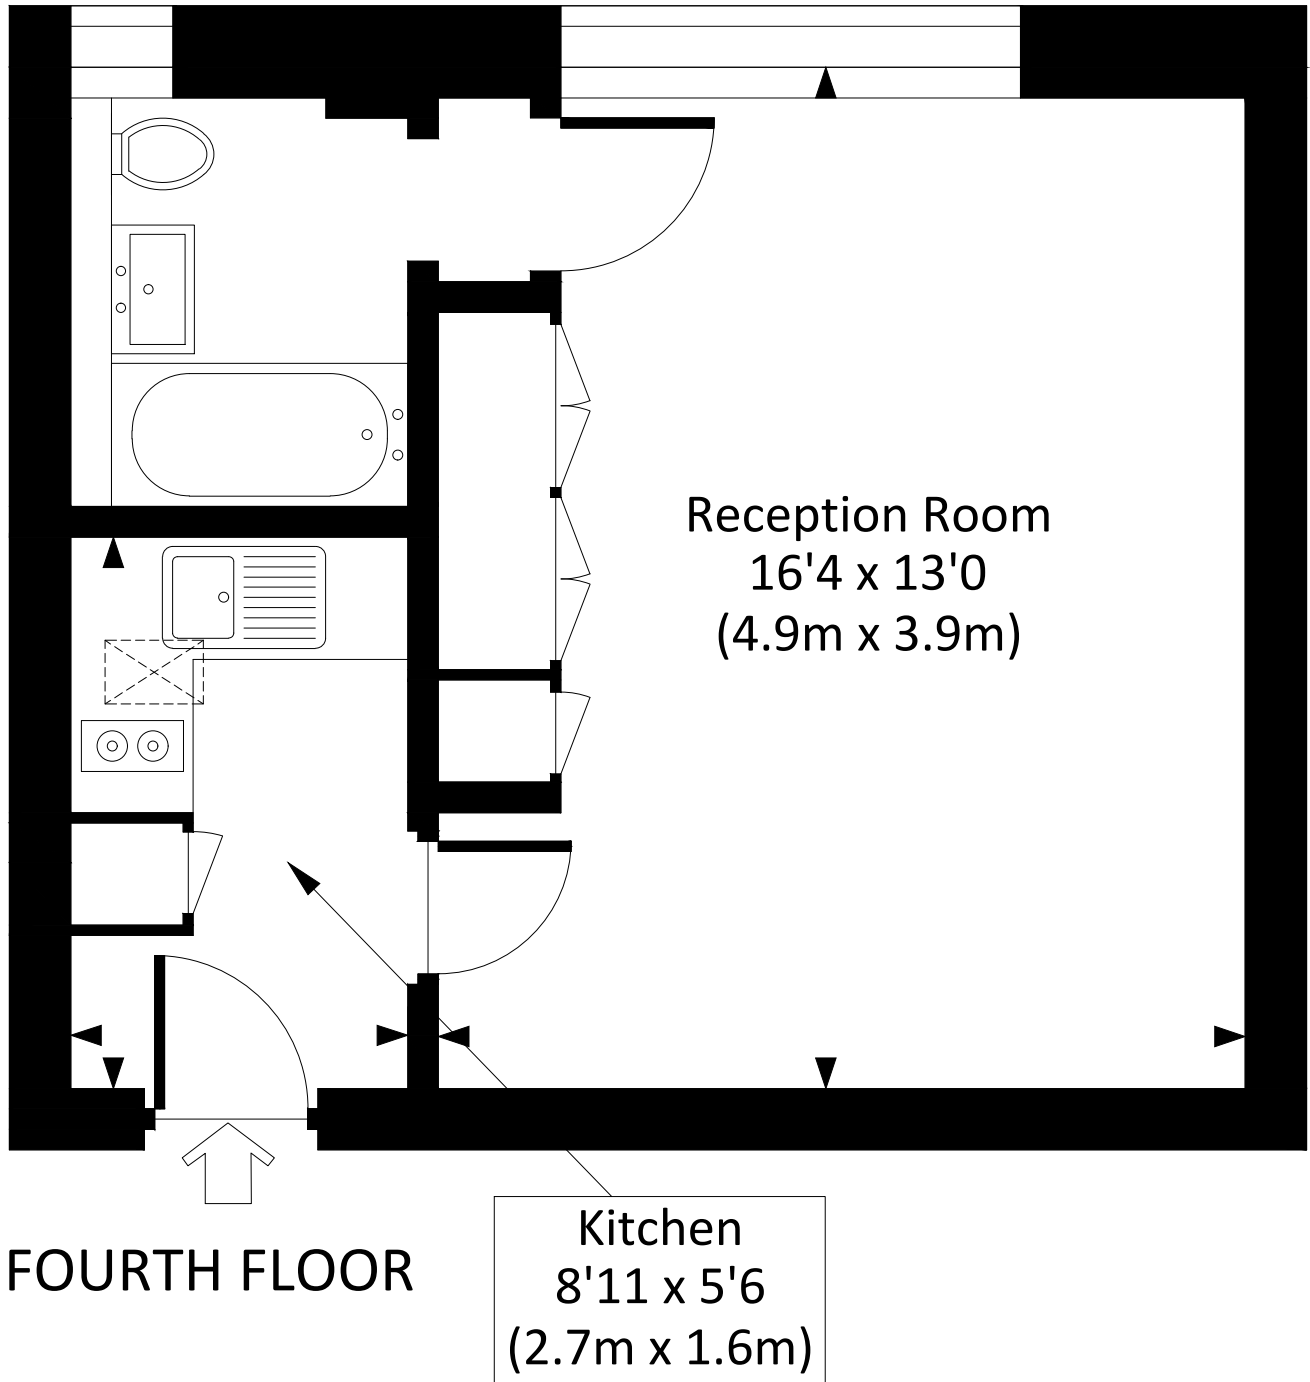 Reception Room
16'4 x 13'0
(4.9m x 3.9m)
Kitchen
8'11 x 5'6
(2.7m x 1.6m)
FOURTH FLOOR